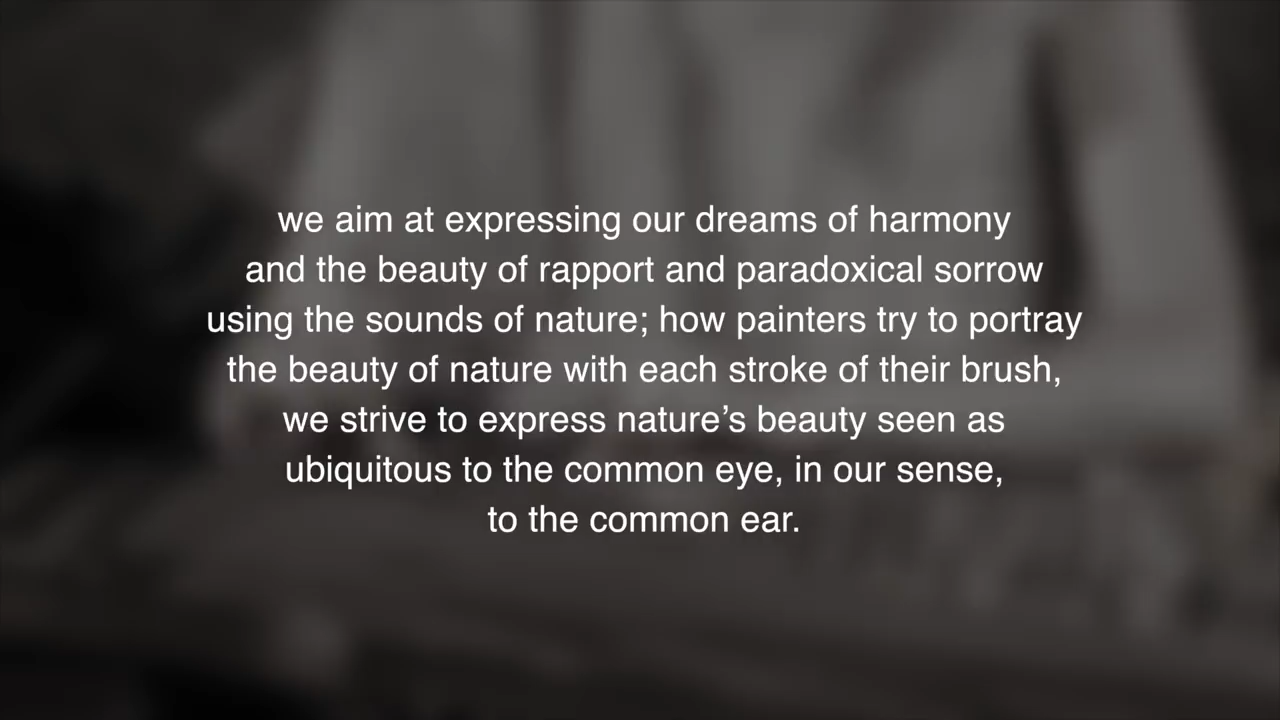 we aim at expressing our dreams of harmony
and the beauty of rapport and paradoxical sorrow
using the sounds of nature; how painters try to portray
the beauty of nature with each stroke of their brush,
we strive to express nature’s beauty seen as
ubiquitous to the common eye, in our sense,
to the common ear.